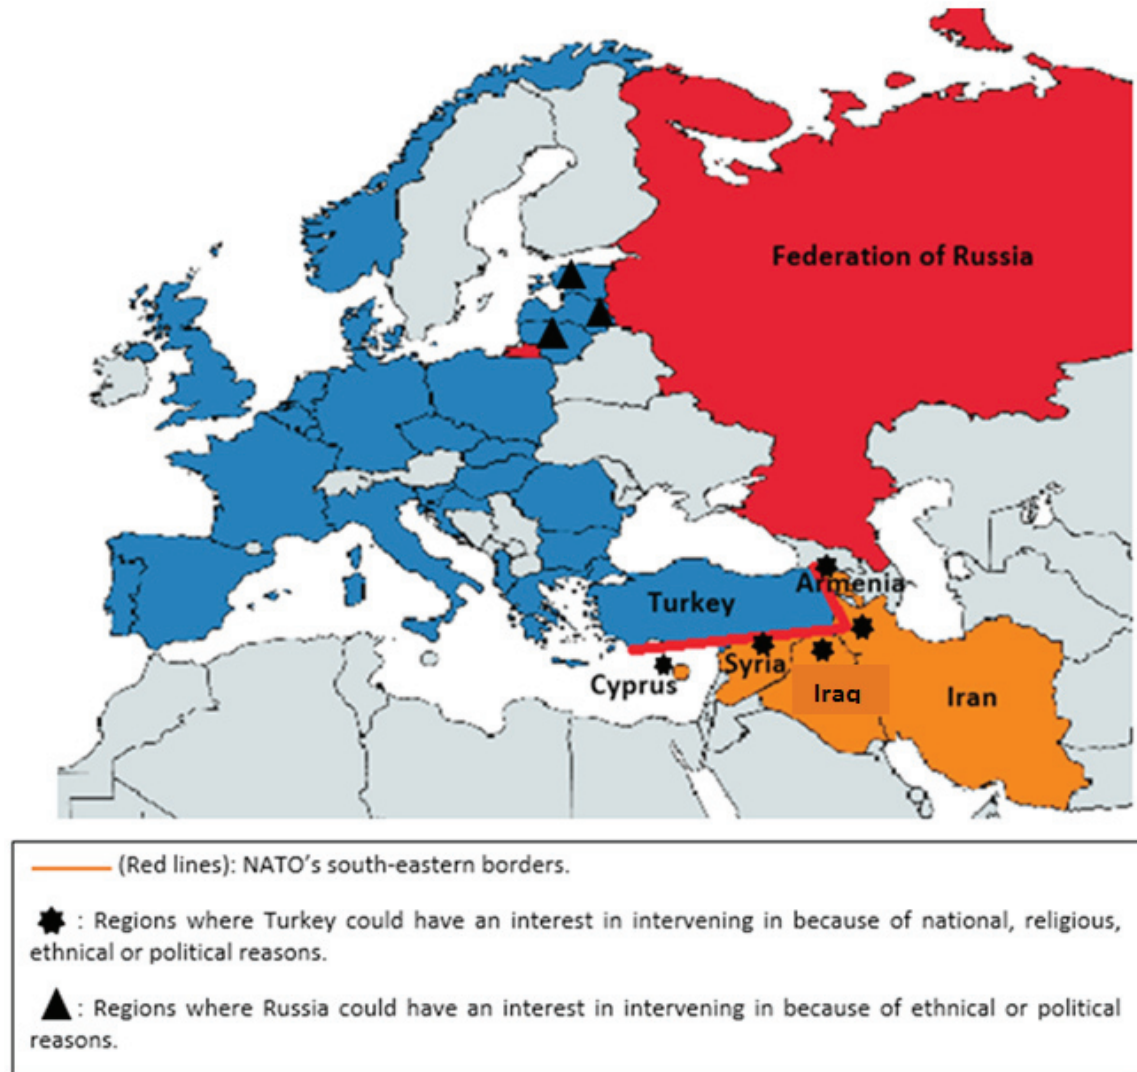 Federation of Russia
Armenia
Turkey
Syria
Cyprus
Iraq
Iran
(Red lines): NATO's south-eastern borders.
: Regions where Turkey could have an interest in intervening in because of national, religious,
ethnical or political reasons.
: Regions where Russia could have an interest in intervening in because of ethnical or political
reasons.